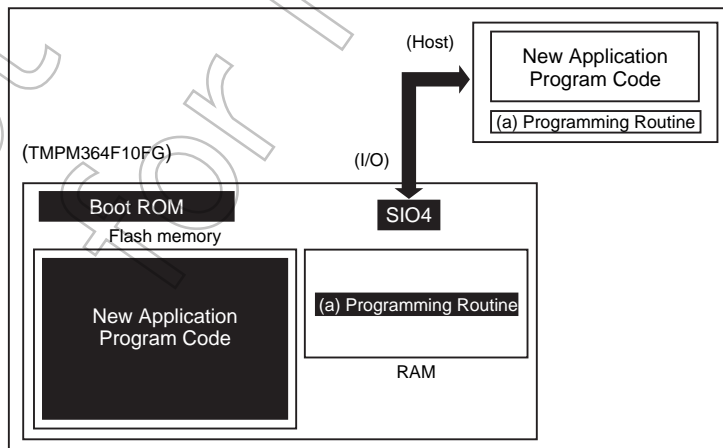 (Host)
New Application
Program Code
(a) Programming Routine
(I/O)
(TMPM364F10FG)
Boot ROM
SIO4
Flash memory
New Application
Program Code
(a) Programming Routine
RAM
for